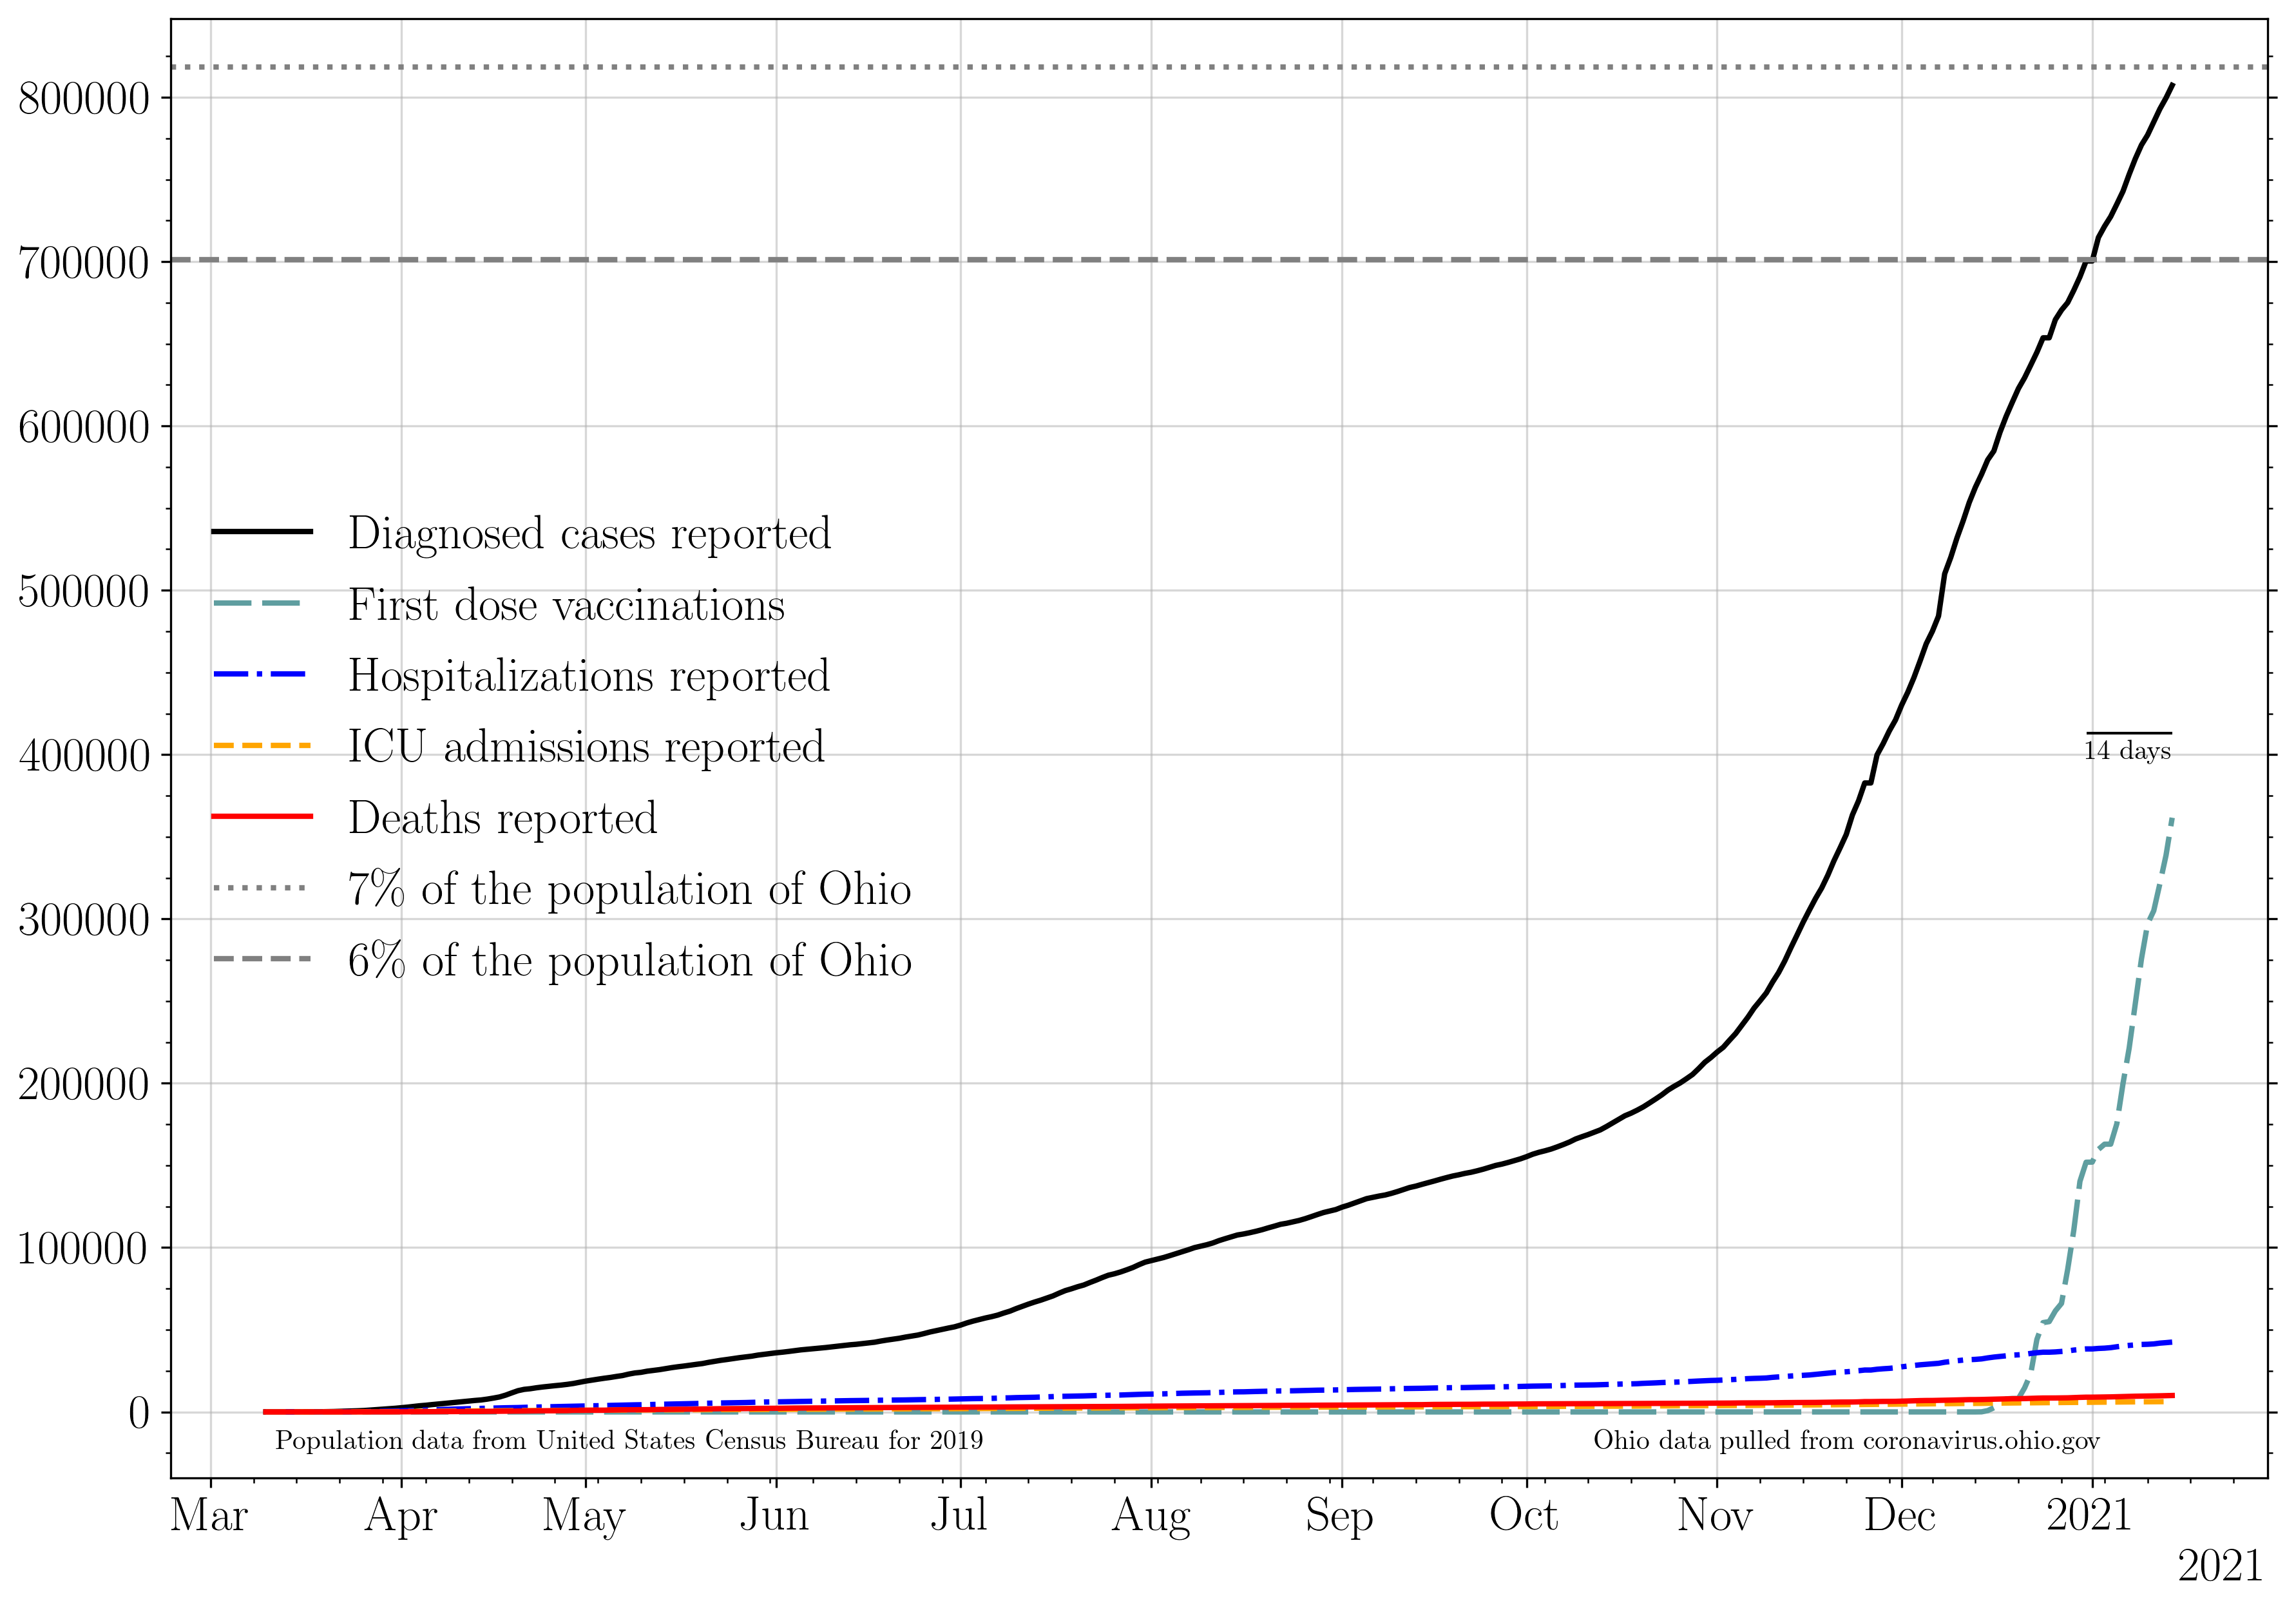 800000
700000
600000
500000
400000
300000
200000
100000
0
Diagnosed cases reported
First dose vaccinations
Hospitalizations reported
ICU admissions reported
Deaths reported
7% of the population of Ohio
6% of the population of Ohio
14 days
Population data from United States Census Bureau for 2019
Ohio data pulled from coronavirus.ohio.gov
Mar Apr May Jun Jul Aug Sep Oct Nov Dec 2021
2021